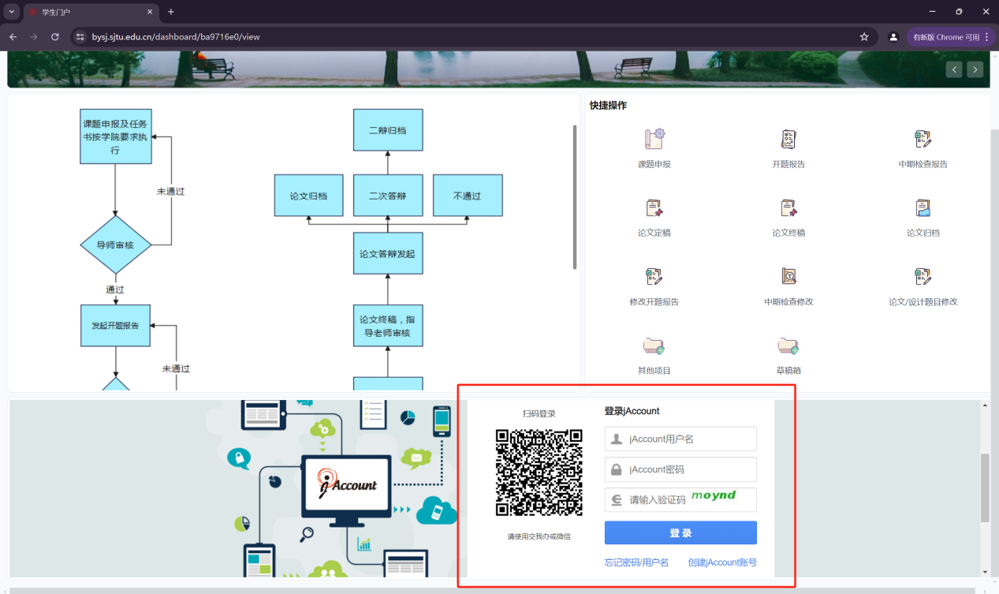 学生门户
bysj.sjtu.edu.cn/dashboard/ba9716e0/view
有新版 Chrome 可用
课题申报及任务
书按学院要求执
行
未通过
导师审核
通过
发起开题报告
未通过
二辩归档
论文归档
二次答辩
不通过
论文答辩发起
论文终稿，指
导老师审核
快捷操作
课题申报
开题报告
中期检查报告
论文定稿
论文终稿
论文归档
修改开题报告
中期检查修改
论文/设计题目修改
其他项目
草稿箱
jAccount
扫码登录
请使用交我办或微信
登录jAccount
jAccount用户名
jAccount密码
请输入验证码
moynd
登 录
忘记密码/用户名
创建jAccount账号